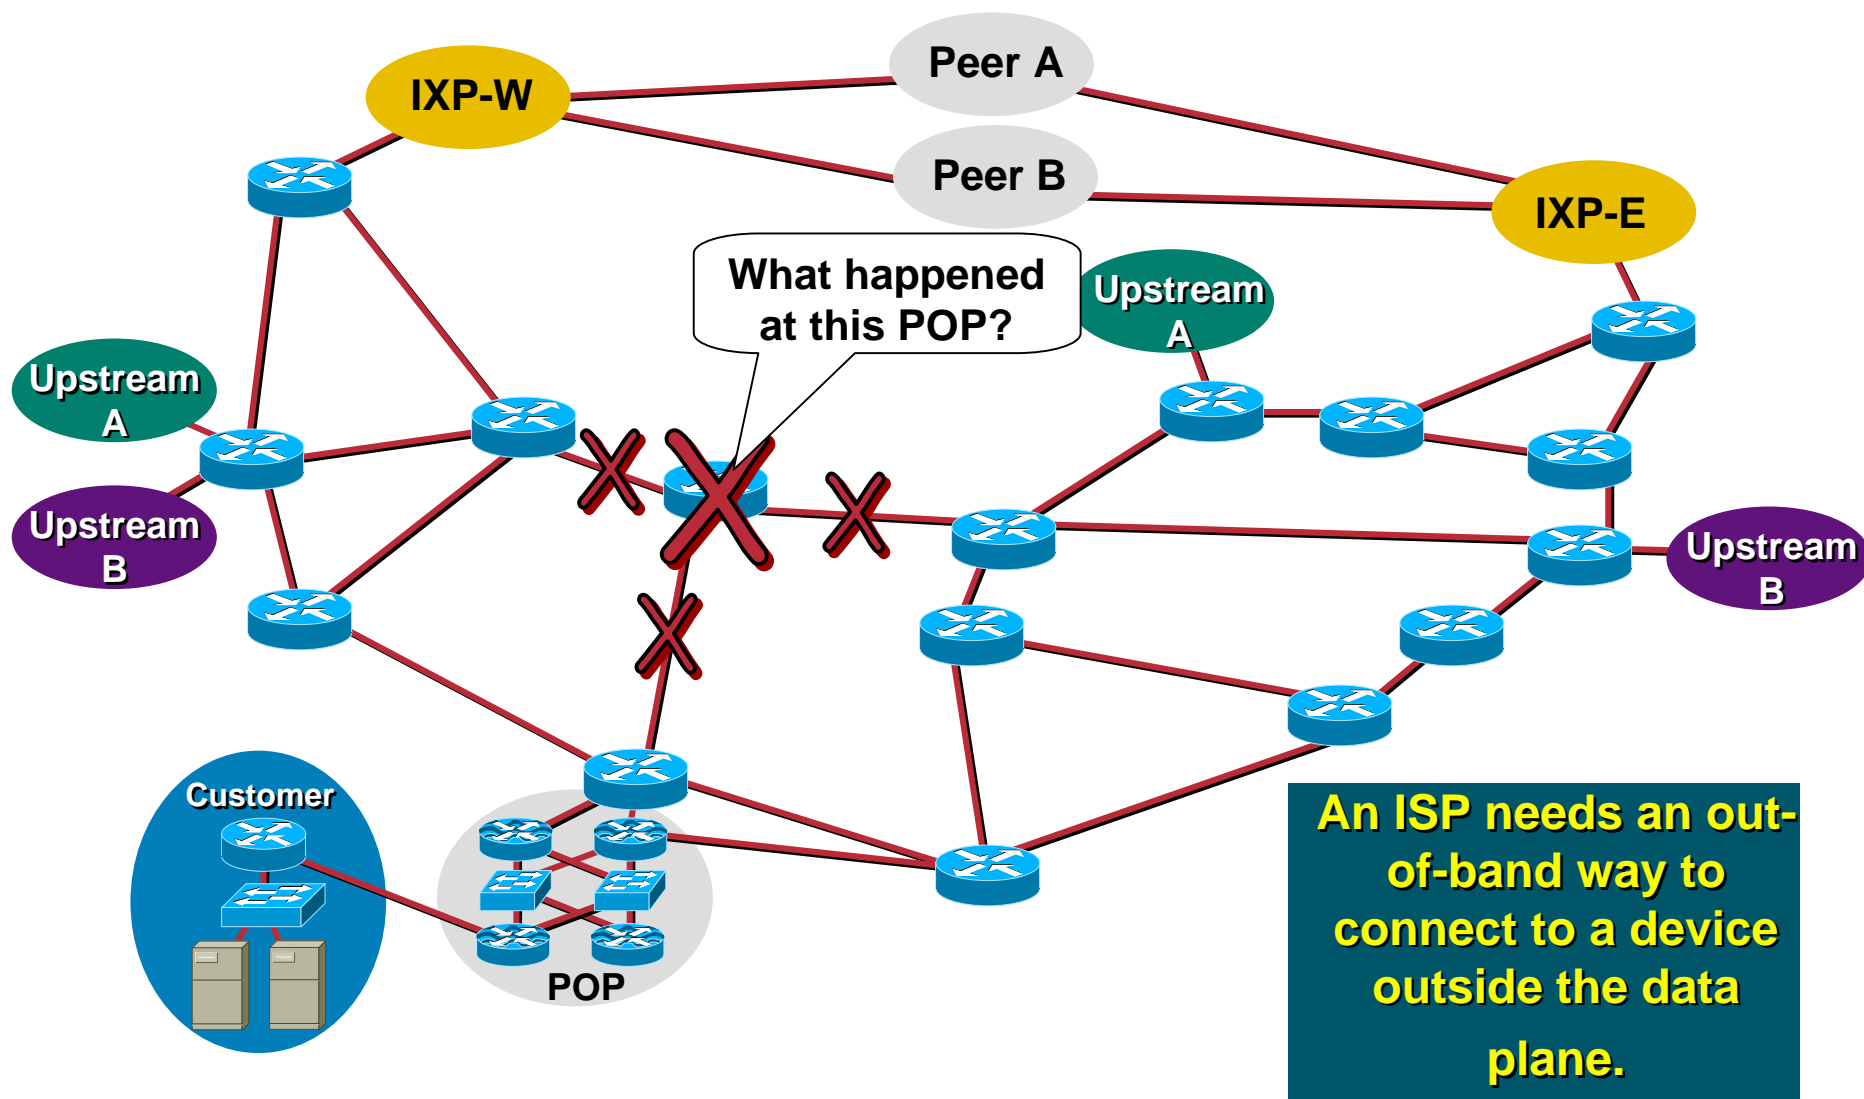 Peer A
IXP-W
Peer B
IXP-E
What happened
at this POP?
Upstream
A
Upstream
A
Upstream
B
Upstream
B
Customer
POP
An ISP needs an out-
of-band way to
connect to a device
outside the data
plane.